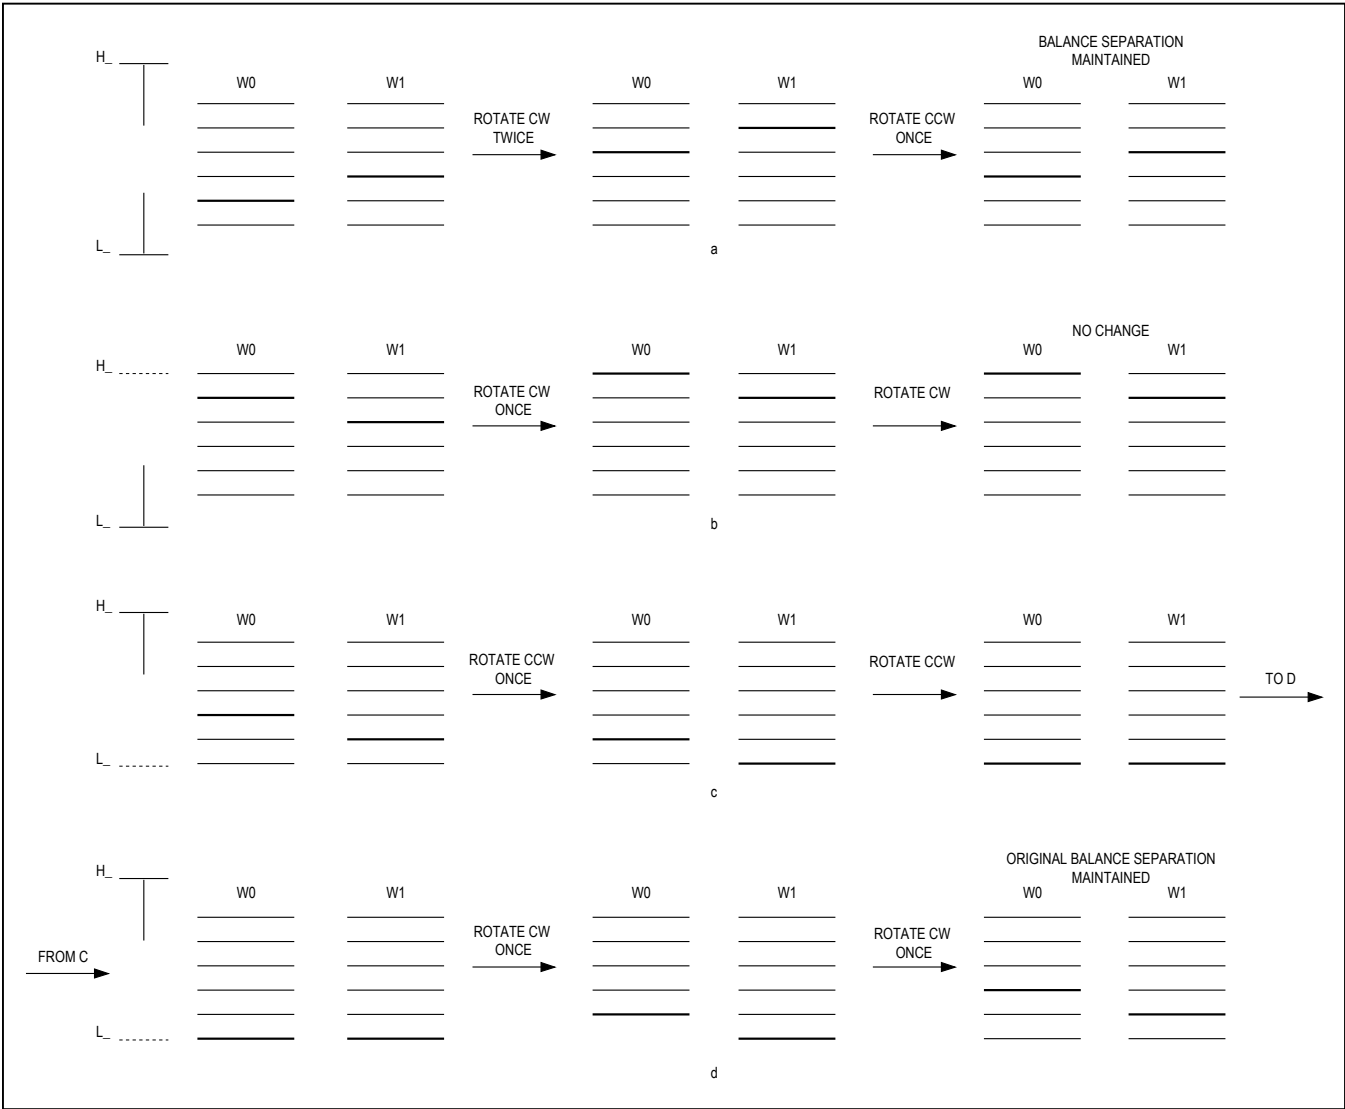 BALANCE SEPARATION
MAINTAINED
H_
W0 W1 W0 W1 W0 W1
ROTATE CW
TWICE
ROTATE CCW
ONCE
L_
a
NO CHANGE
W0 W1 W0 W1 W0 W1
H_
ROTATE CW
ONCE
ROTATE CW
L_
b
H_
W0 W1 W0 W1 W0 W1
ROTATE CCW
ONCE
ROTATE CCW
TO D
L_
c
ORIGINAL BALANCE SEPARATION
MAINTAINED
H_
W0 W1 W0 W1 W0 W1
ROTATE CW
ONCE
ROTATE CW
ONCE
FROM C
L_
d